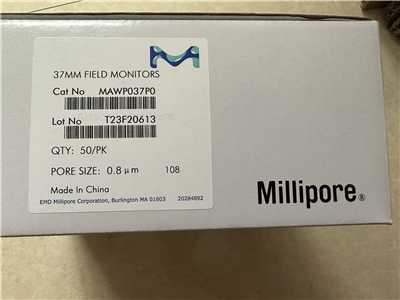 37MM FIELD MONITORS
Cat No MAWP037P0
Lot No T23F20613
QTY: 50/PK
PORE SIZE: 0.8 µm 108
Made In China
EMD Millipore Corporation, Burlington MA 01803 20284892
Millipore®